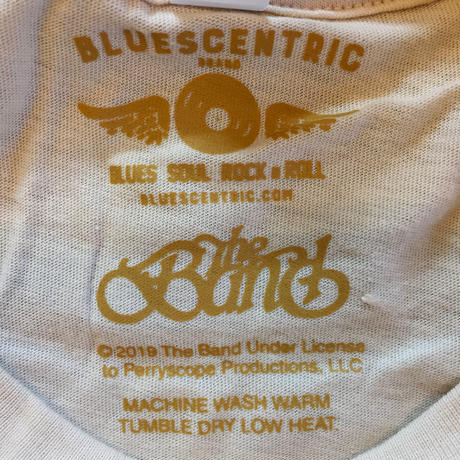 BLUESCENTRIC
BRAND
BLUES SOUL ROCK N ROLL
BLUESCENTRIC.COM
The
Band
© 2019 The Band Under License
to Perryscope Productions, LLC
MACHINE WASH WARM
TUMBLE DRY LOW HEAT.